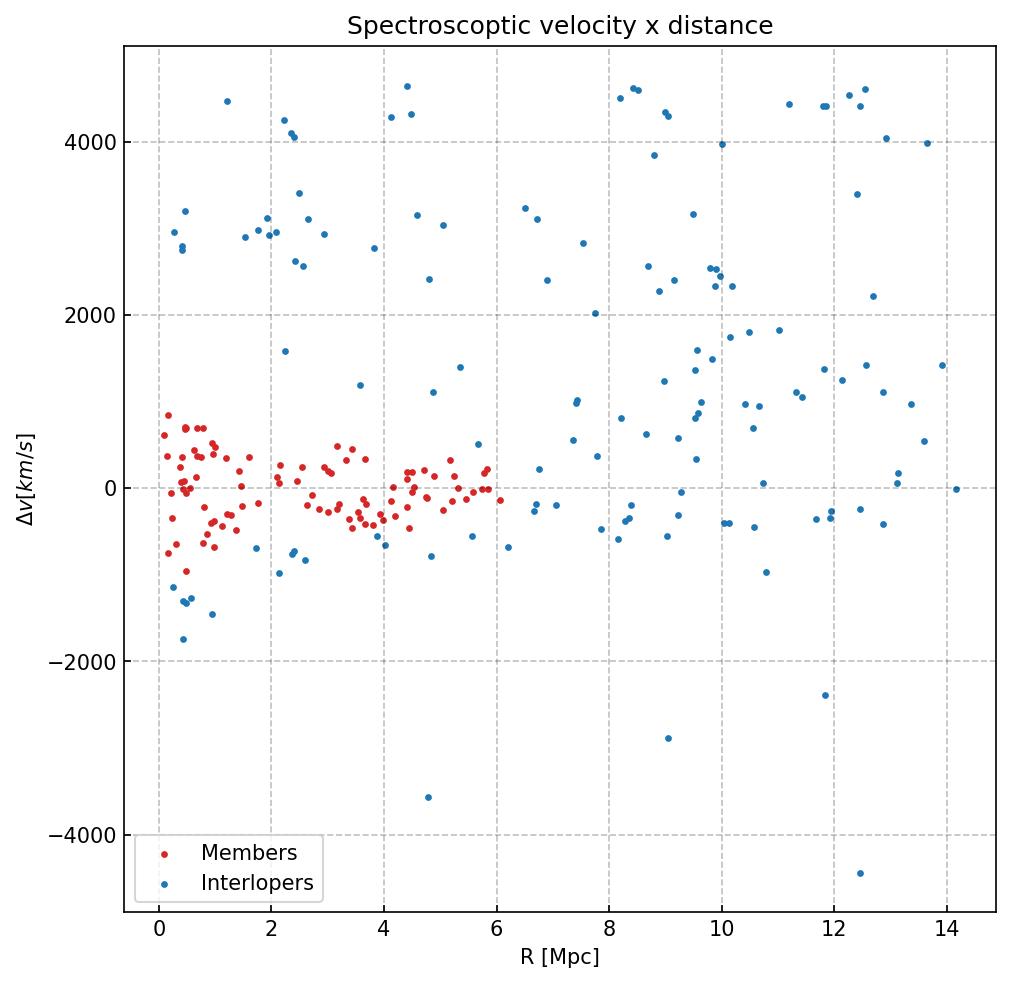 Spectroscoptic velocity x distance
4000
2000
0
−2000
−4000
Δv[km/s]
Members
Interlopers
0 2 4 6 8 10 12 14
R [Mpc]